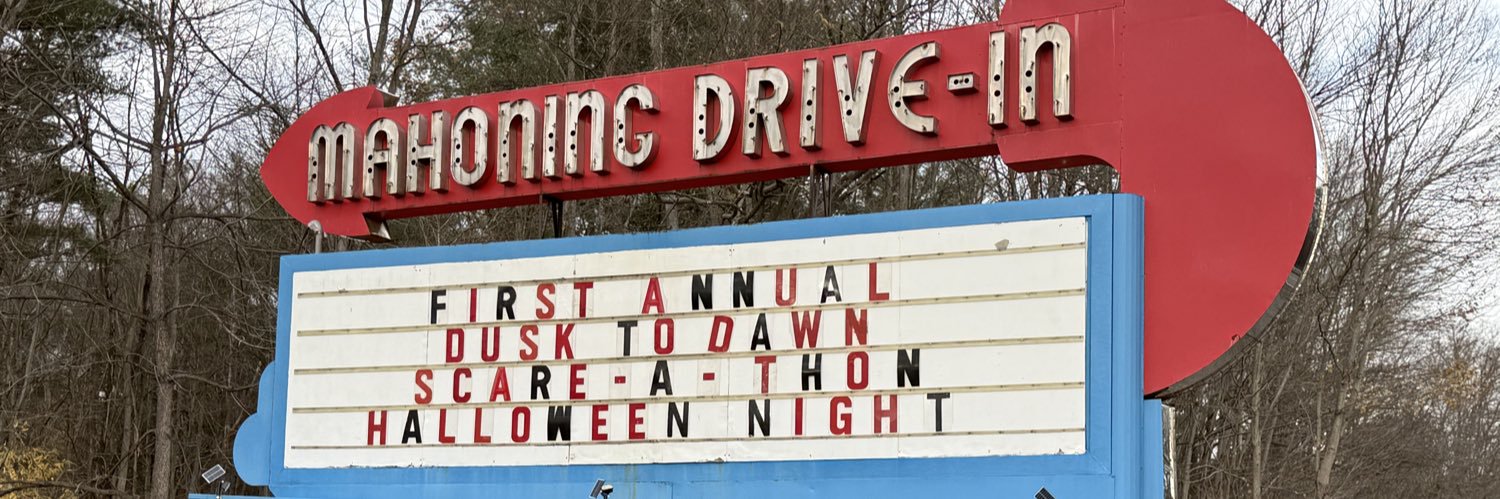 MAHONING DRIVE-IN
FIRST ANNUAL
DUSK TO DAWN
SCARE-A-THON
HALLOWEEN NIGHT